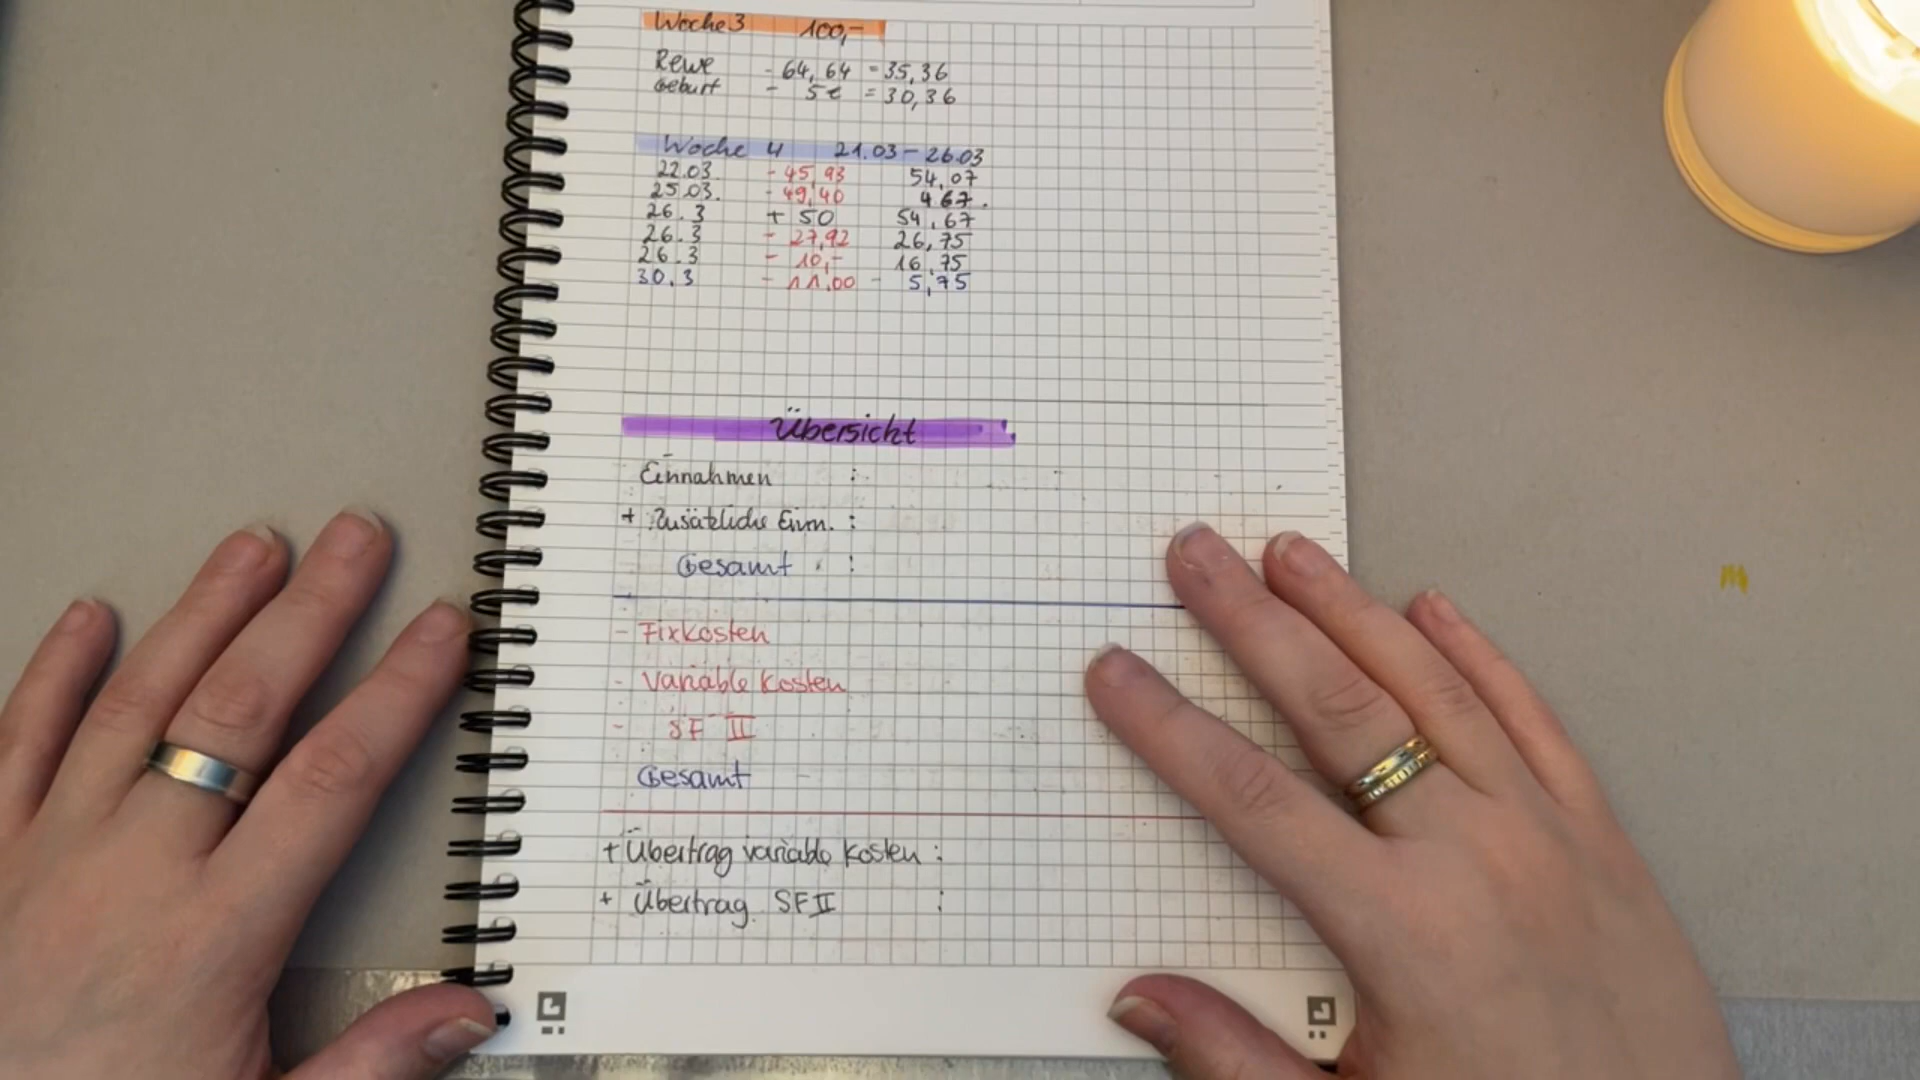 Woche 3 100,-
Rewe - 64,64 = 35,36
Geburt - 5€ = 30,36
Woche 4 21.03 - 26.03
22.03. - 45,93 54,07
25.03. - 49,40 4.67.
26.3 + 50 54,67
26.3 - 27,92 26,75
26.3 - 10,- 16,75
30.3 - 11,00 - 5,75
Übersicht
Einnahmen :
+ Zusätzliche Einn. :
Gesamt :
- Fixkosten
- Variable Kosten
- SF II
Gesamt
+ Übertrag variable Kosten :
+ Übertrag SF II :